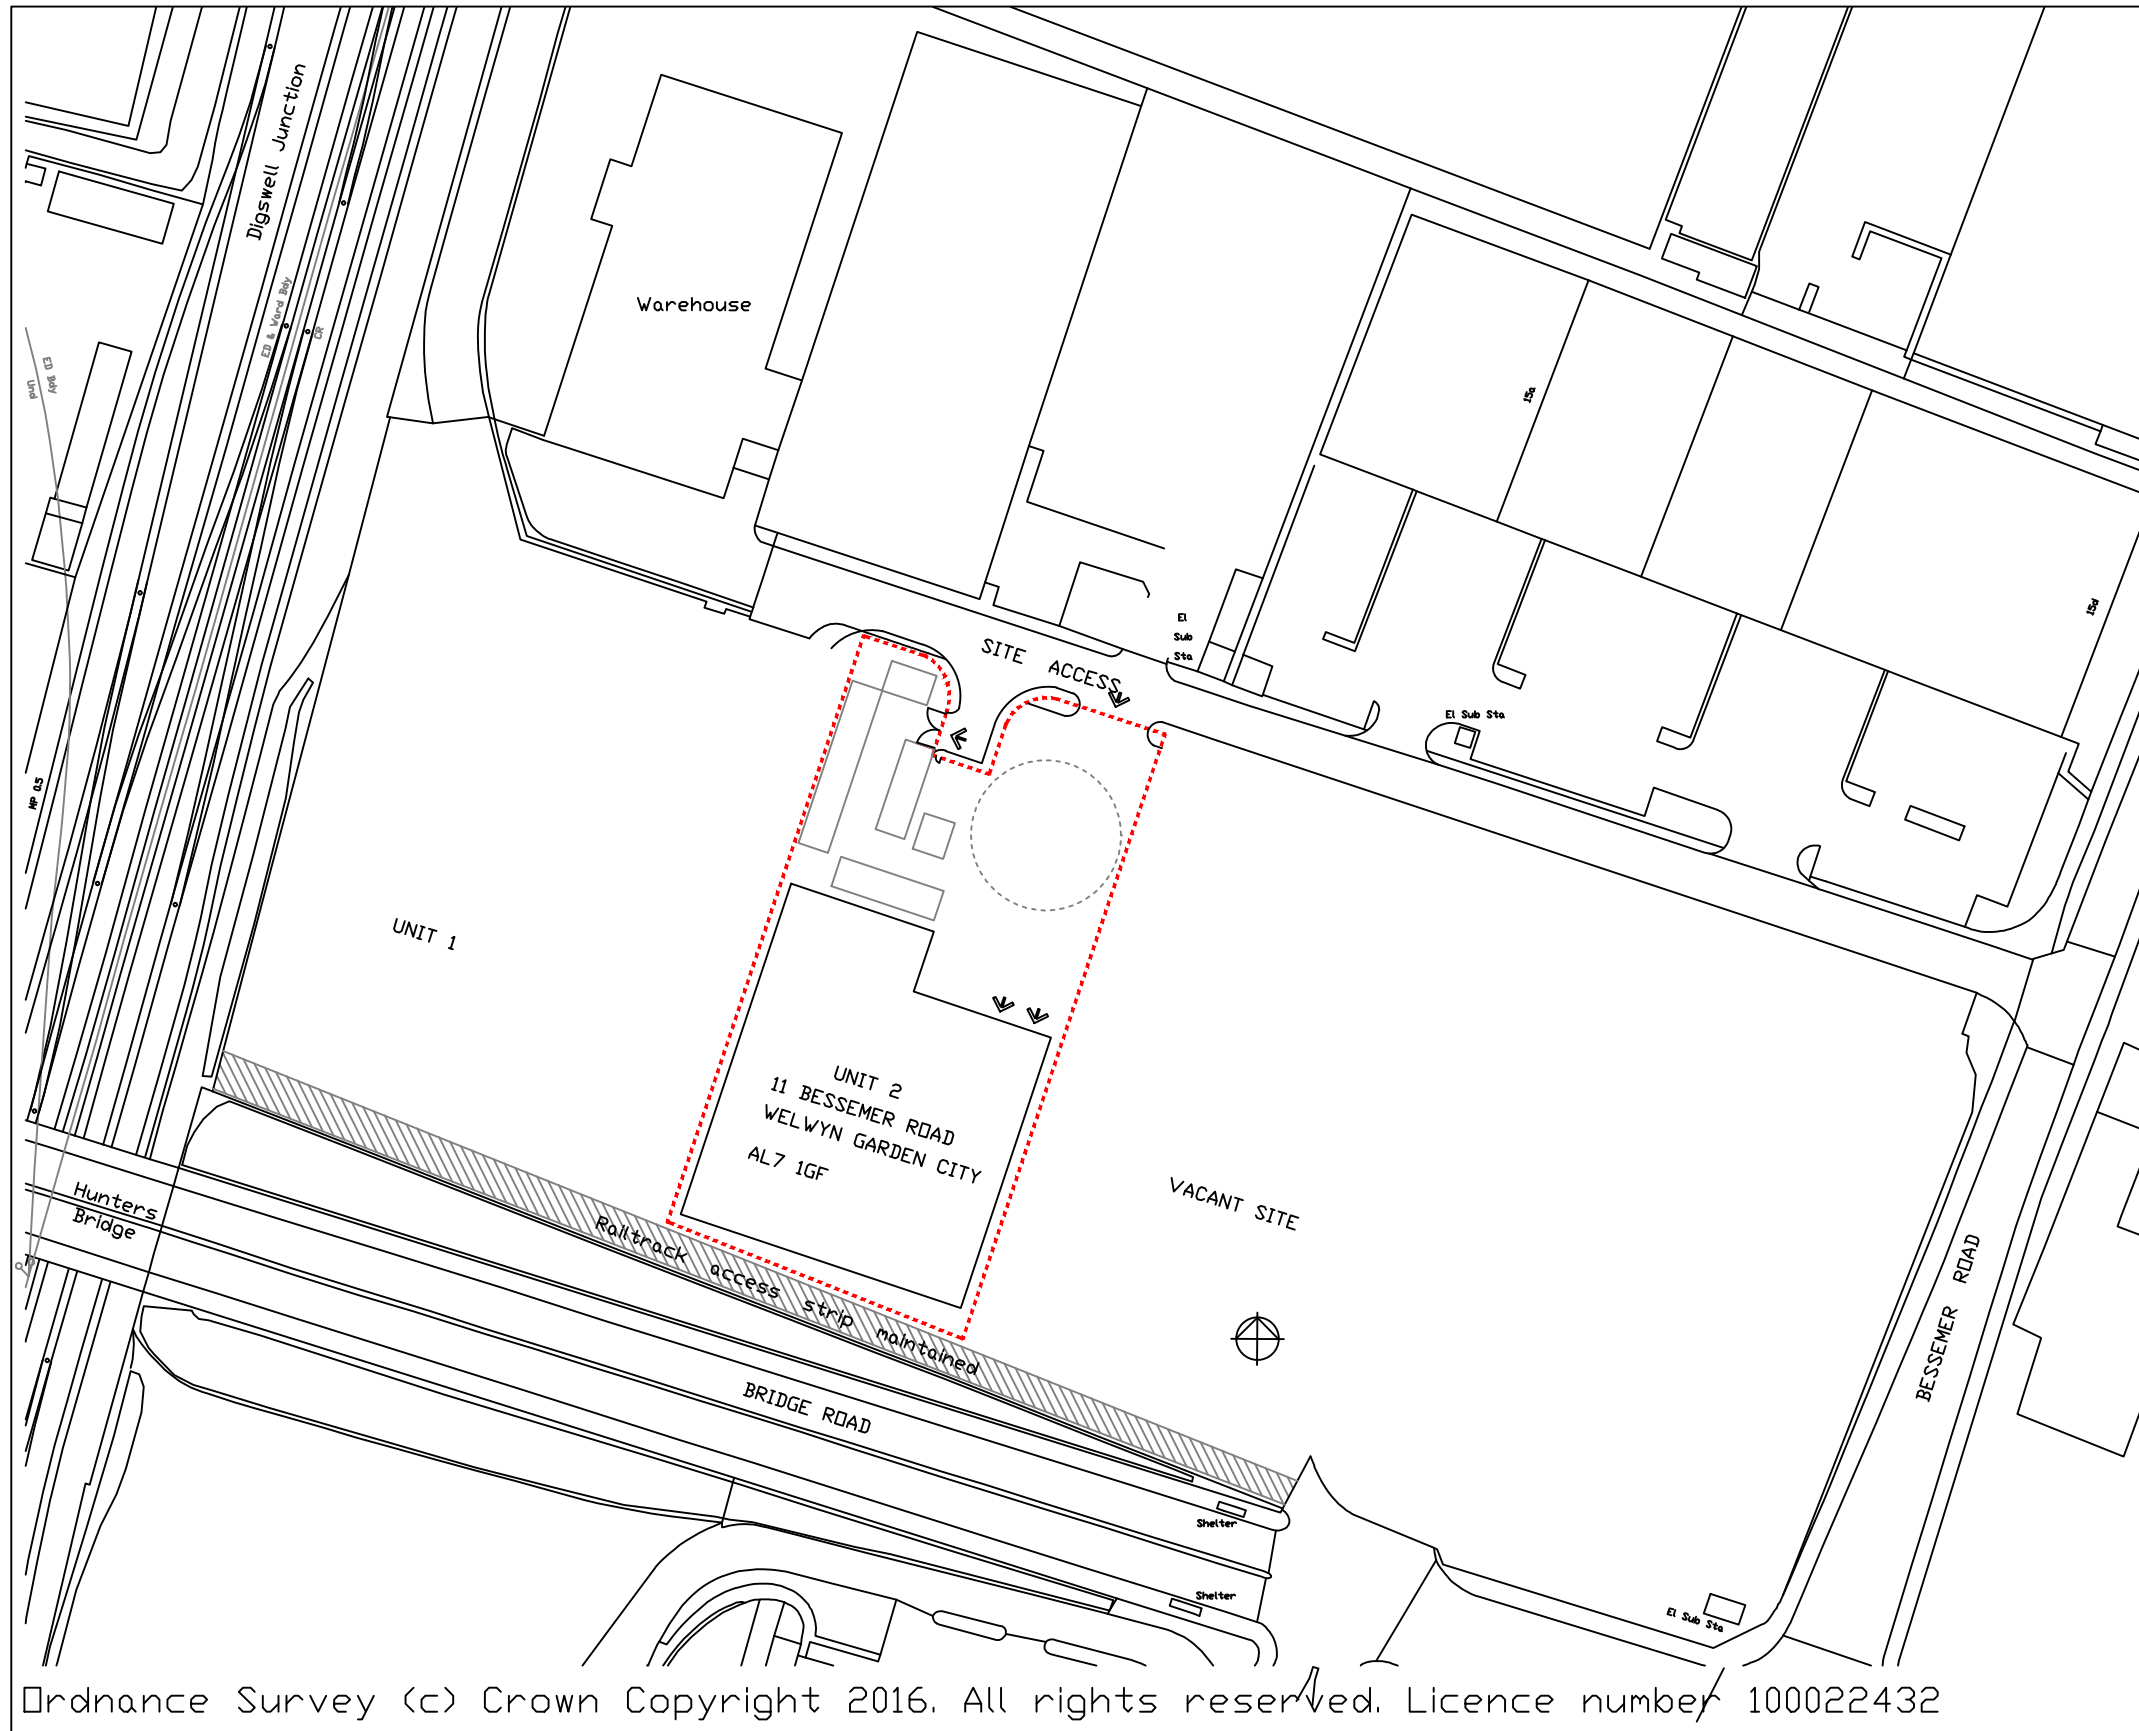 Digswell Junction
ED & Ward Bdy
CR
ED Bdy
Und
Warehouse
15a
15d
El
Sub
Sta
SITE ACCESS
El Sub Sta
MP 0.5
UNIT 1
UNIT 2
11 BESSEMER ROAD
WELWYN GARDEN CITY
AL7 1GF
VACANT SITE
Hunters
Bridge
Railtrack access strip maintained
BRIDGE ROAD
BESSEMER ROAD
Shelter
Shelter
El Sub Sta
Ordnance Survey (c) Crown Copyright 2016. All rights reserved. Licence number 100022432